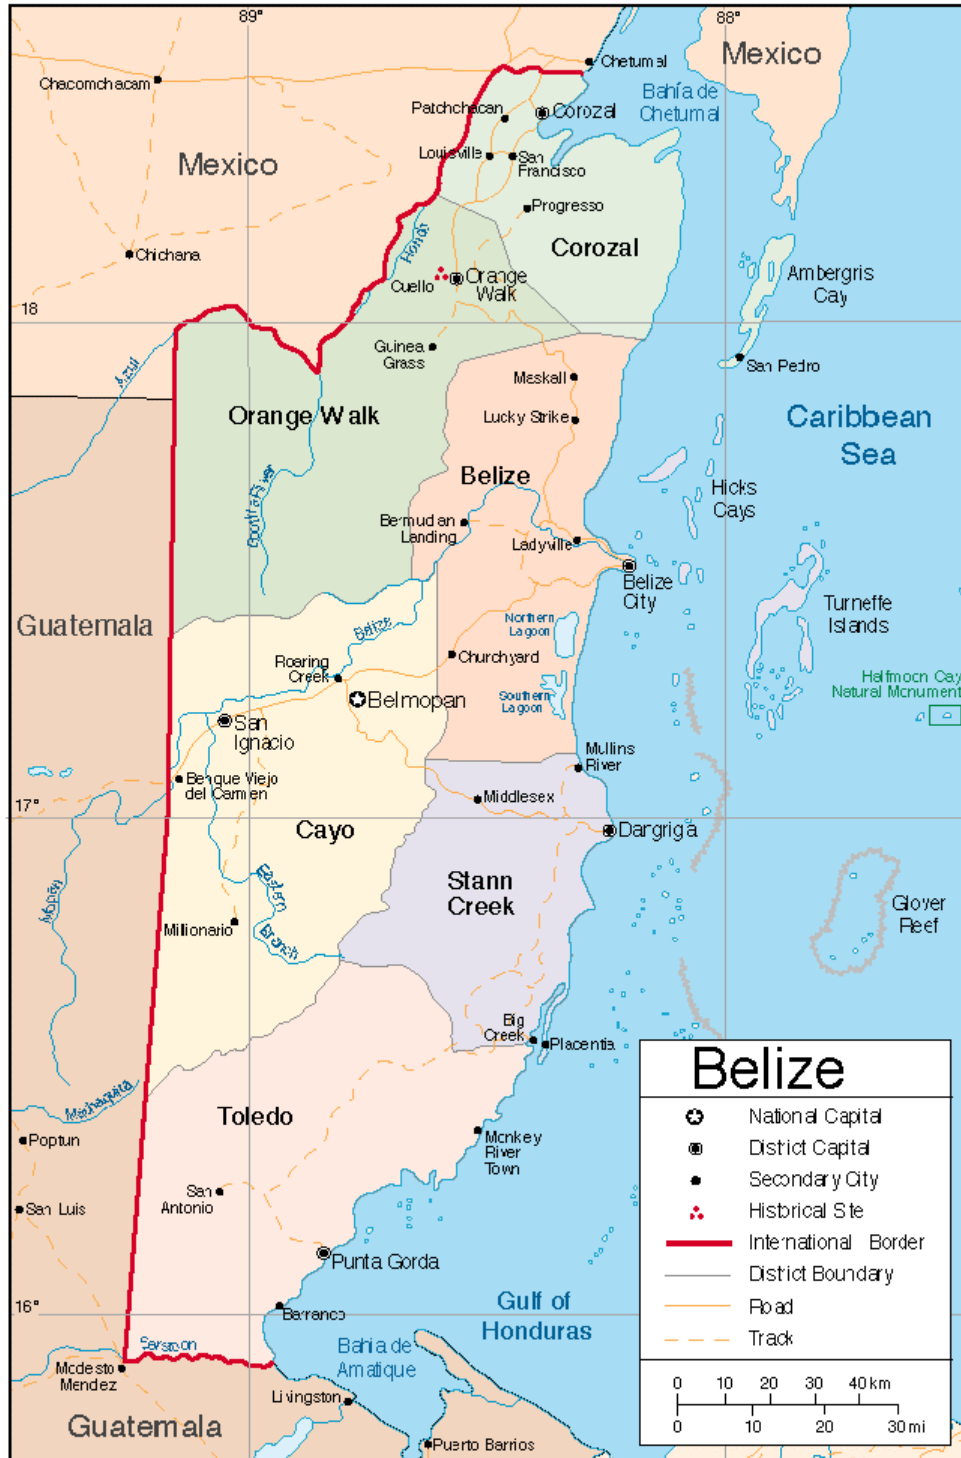 89°
88°
Chetumal
Mexico
Chacomchacam
Bahía de
Chetumal
Patchchacan
Corozal
Mexico
Louisville
San
Francisco
Progresso
Hondo
Corozal
Chichana
Cuello
Orange
Walk
Ambergris
Cay
18
Guinea
Grass
San Pedro
Azul
Maskall
Orange Walk
Lucky Strike
Caribbean
Sea
Belize
Hicks
Cays
Bermudian
Landing
Ladyville
Belize
City
Turneffe
Islands
Guatemala
Northern
Lagoon
Belize
Roaring
Creek
Churchyard
Halfmoon Cay
Natural Monument
Belmopan
Southern
Lagoon
San
Ignacio
Mullins
River
Benque Viejo
del Carmen
Middlesex
17°
Cayo
Dangriga
Stann
Creek
Eastern
Branch
Mopan
Glover
Reef
Millionario
Big
Creek
Placentia
Machaquila
Toledo
Poptun
Monkey
River
Town
San
Antonio
San Luis
Punta Gorda
16°
Barranco
Gulf of
Honduras
Sarstoon
Bahia de
Amatique
Modesto
Mendez
Livingston
Guatemala
Puerto Barrios
Belize
National Capital
District Capital
Secondary City
Historical Site
International Border
District Boundary
Road
Track
0 10 20 30 40 km
0 10 20 30 mi